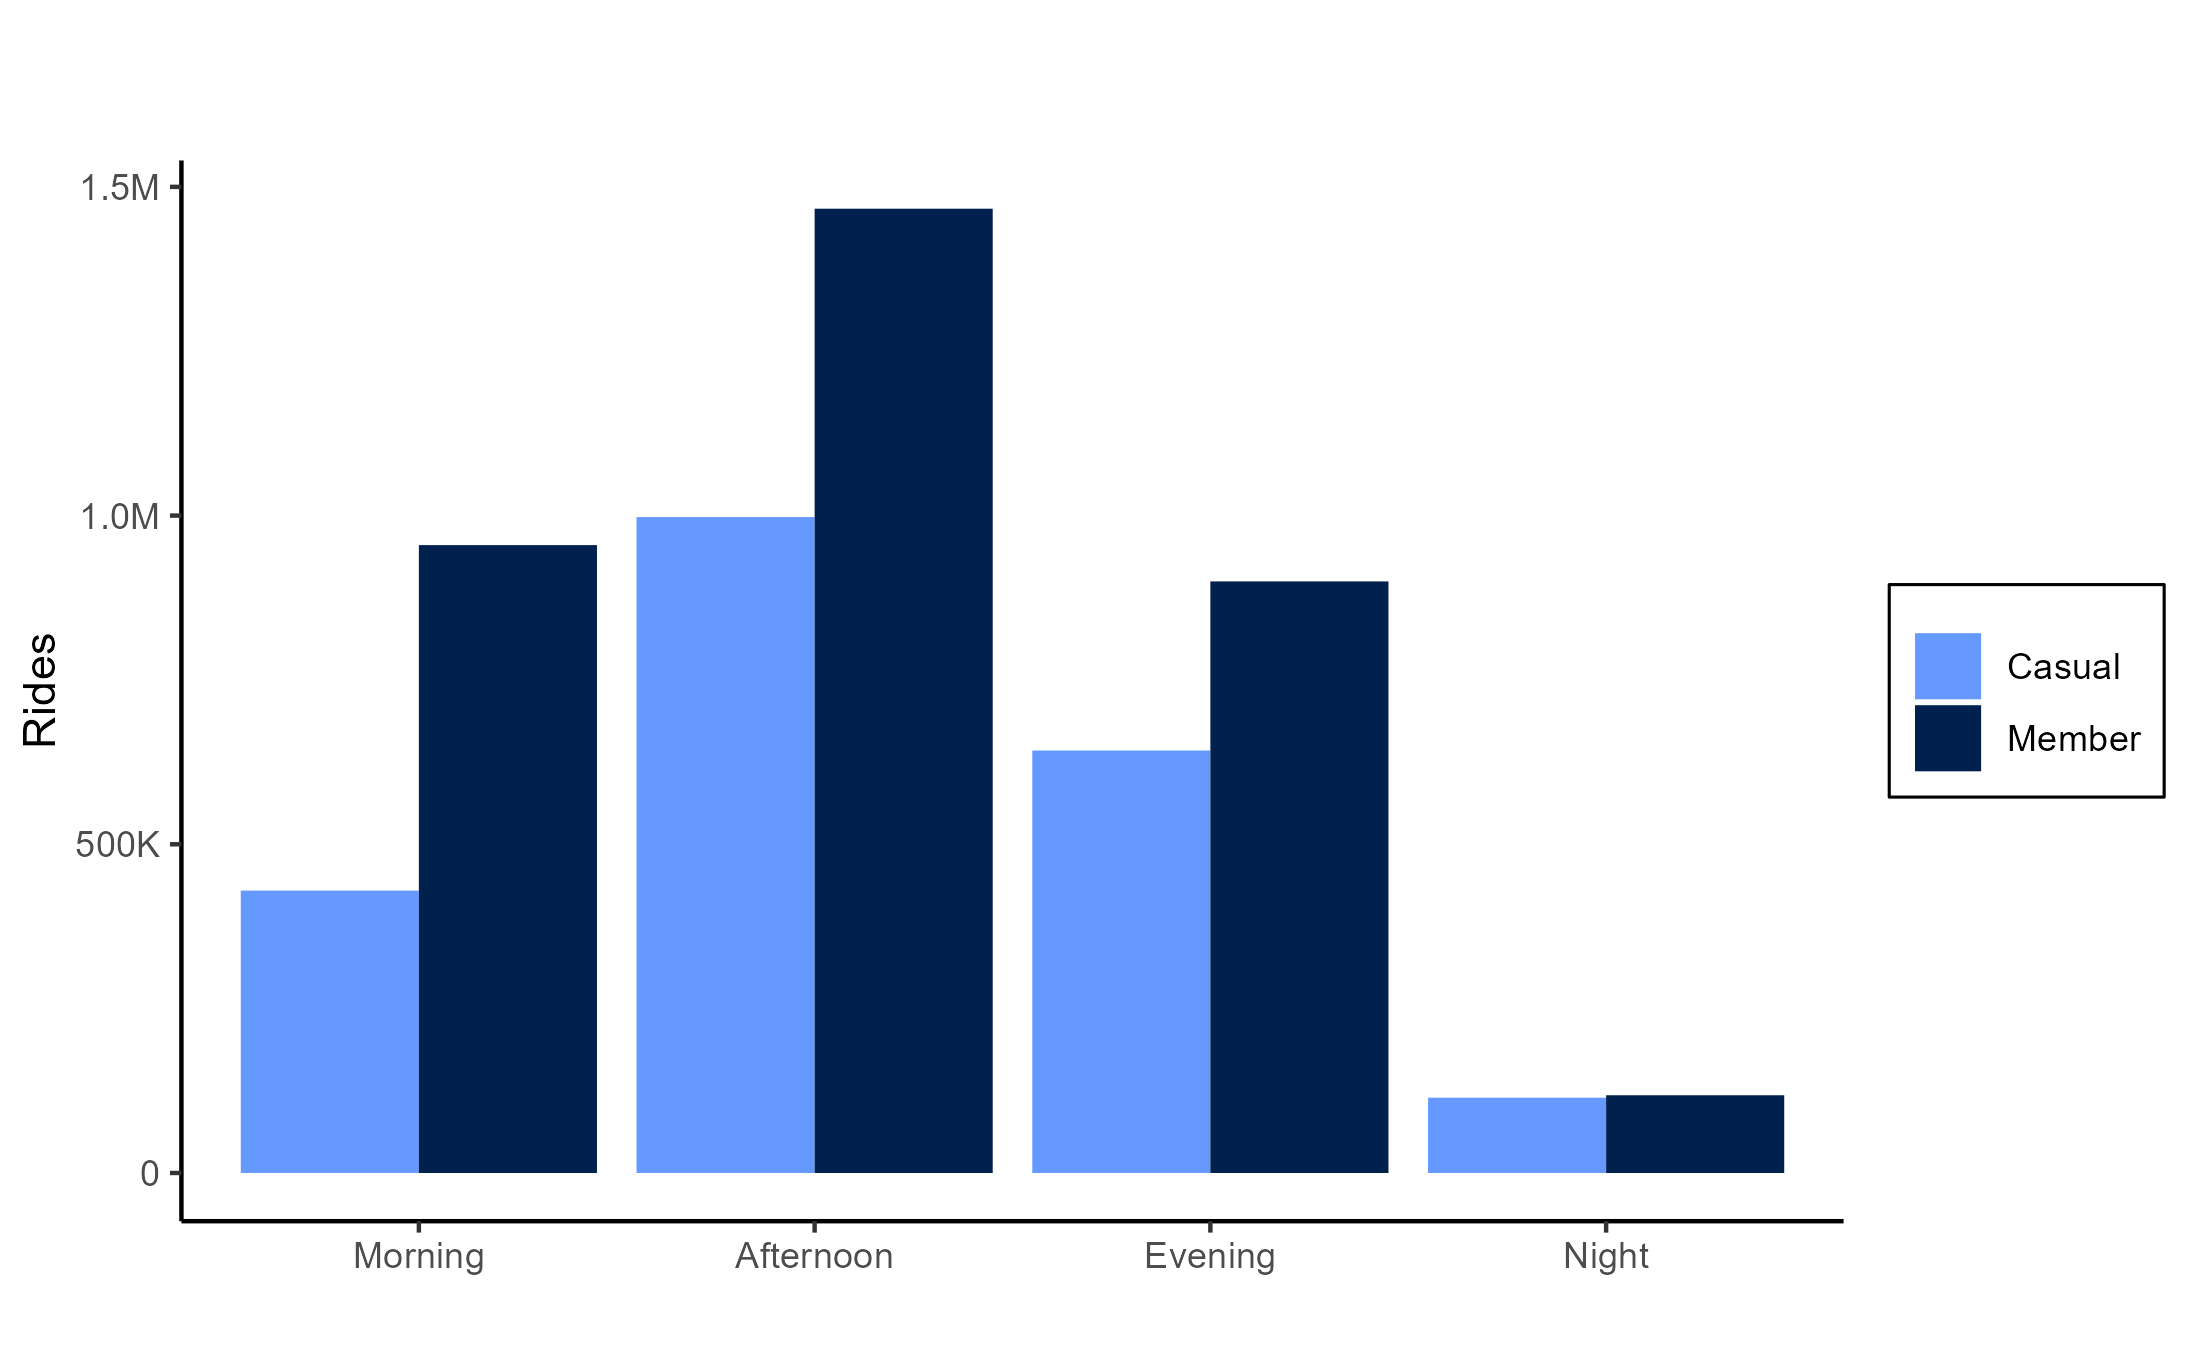 1.5M
1.0M
500K
0
Rides
Morning
Afternoon
Evening
Night
Casual
Member